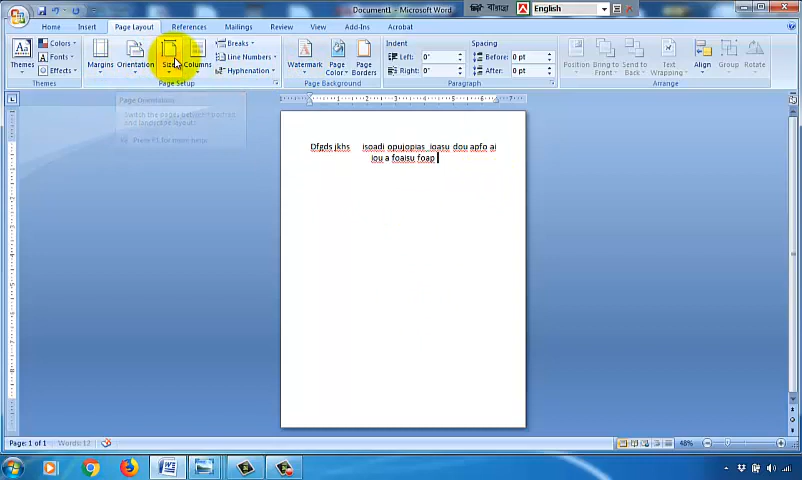 Document1 - Microsoft Word
English
Home Insert Page Layout References Mailings Review View Add-Ins Acrobat
Themes Colors Fonts Effects
Margins Orientation Size Columns Breaks Line Numbers Hyphenation
Watermark Page Color Page Borders
Indent Left: 0" Right: 0"
Spacing Before: 0 pt After: 0 pt
Position Bring to Front Send to Back Text Wrapping Align Group Rotate
Themes Page Setup Page Background Paragraph Arrange
Page Orientation
Switch the pages between portrait
and landscape layouts.
Press F1 for more help.
Dfgds jkhs isoadi opujopias ioasu dou apfo ai
iou a foaisu foap
Page: 1 of 1 Words: 12 48%